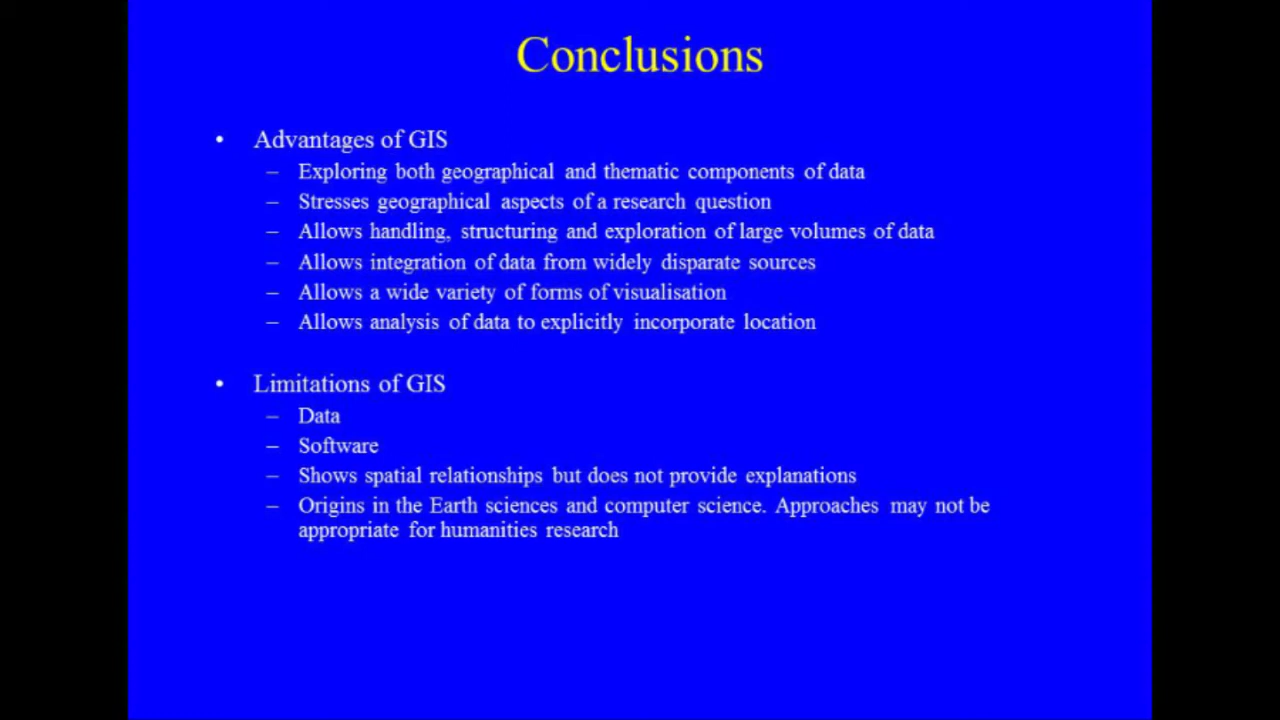 Conclusions
• Advantages of GIS
– Exploring both geographical and thematic components of data
– Stresses geographical aspects of a research question
– Allows handling, structuring and exploration of large volumes of data
– Allows integration of data from widely disparate sources
– Allows a wide variety of forms of visualisation
– Allows analysis of data to explicitly incorporate location
• Limitations of GIS
– Data
– Software
– Shows spatial relationships but does not provide explanations
– Origins in the Earth sciences and computer science. Approaches may not be
appropriate for humanities research